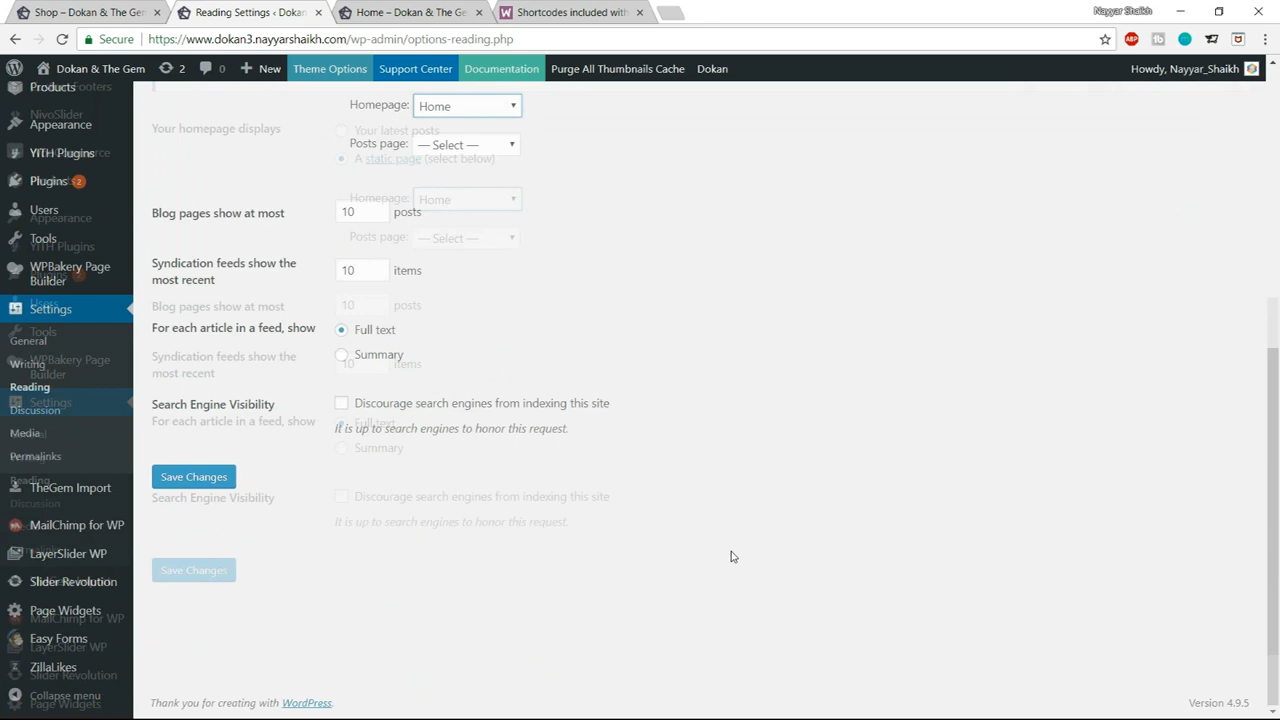 Shop – Dokan & The Gem
Reading Settings ‹ Dokan
Home – Dokan & The Ge
Shortcodes included with
Nayyar Shaikh
Secure
https://www.dokan3.nayyarshaikh.com/wp-admin/options-reading.php
ABP
Dokan & The Gem
2
0
New
Theme Options
Support Center
Documentation
Purge All Thumbnails Cache
Dokan
Howdy, Nayyar_Shaikh
Products
NivoSlider
Appearance
YITH Plugins
Plugins 2
Users
Appearance
Tools
YITH Plugins
WPBakery Page
Builder
Users
Settings
Tools
General
WPBakery Page
Writing
Builder
Reading
Settings
Discussion
Media
Permalinks
Reading
TheGem Import
Discussion
MailChimp for WP
LayerSlider WP
Slider Revolution
Page Widgets
MailChimp for WP
Easy Forms
LayerSlider WP
ZillaLikes
Slider Revolution
Collapse menu
Page Widgets
Homepage: Home
Your homepage displays
Your latest posts
Posts page: — Select —
A static page (select below)
Homepage: Home
Blog pages show at most
10 posts
Posts page: — Select —
Syndication feeds show the
most recent
10 items
Blog pages show at most
10 posts
For each article in a feed, show
Full text
Syndication feeds show the
most recent
Summary
10 items
Search Engine Visibility
Discourage search engines from indexing this site
For each article in a feed, show
Full text
It is up to search engines to honor this request.
Summary
Save Changes
Search Engine Visibility
Discourage search engines from indexing this site
It is up to search engines to honor this request.
Save Changes
Thank you for creating with WordPress.
Version 4.9.5